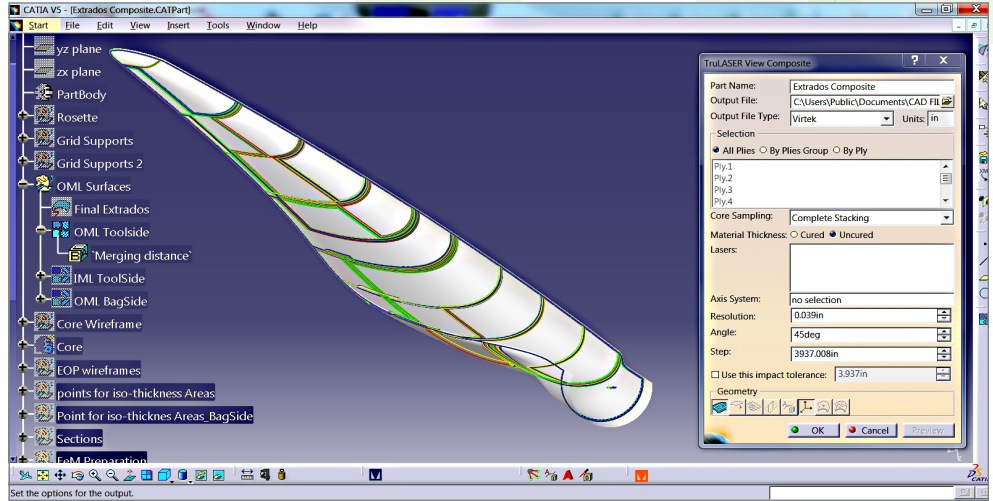 CATIA V5 - [Extrados Composite.CATPart]
Start File Edit View Insert Tools Window Help
yz plane
zx plane
PartBody
Rosette
Grid Supports
Grid Supports 2
OML Surfaces
Final Extrados
OML Toolside
`Merging distance`
IML ToolSide
OML BagSide
Core Wireframe
Core
EOP wireframes
points for iso-thickness Areas
Point for iso-thicknes Areas_BagSide
Sections
FeM Preparation
TruLASER View Composite
Part Name: Extrados Composite
Output File: C:\Users\Public\Documents\CAD FIL
Output File Type: Virtek Units: in
Selection
All Plies By Plies Group By Ply
Ply.1
Ply.2
Ply.3
Ply.4
Core Sampling: Complete Stacking
Material Thickness: Cured Uncured
Lasers:
Axis System: no selection
Resolution: 0.039in
Angle: 45deg
Step: 3937.008in
Use this impact tolerance: 3.937in
Geometry
OK Cancel Preview
Set the options for the output.